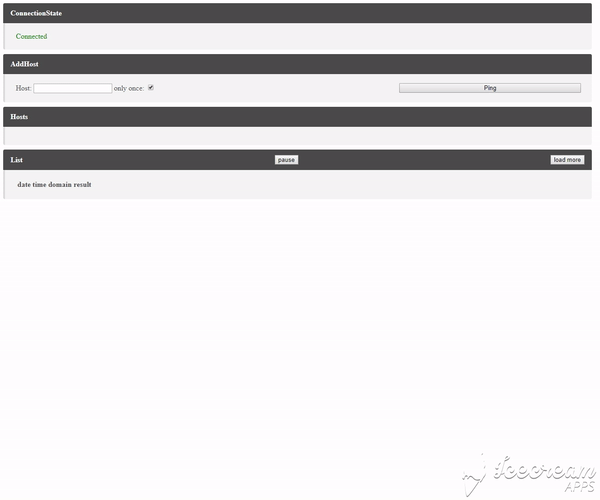 ConnectionState
Connected
AddHost
Host: only once: Ping
Hosts
List pause load more
date time domain result
Icecream
APPS